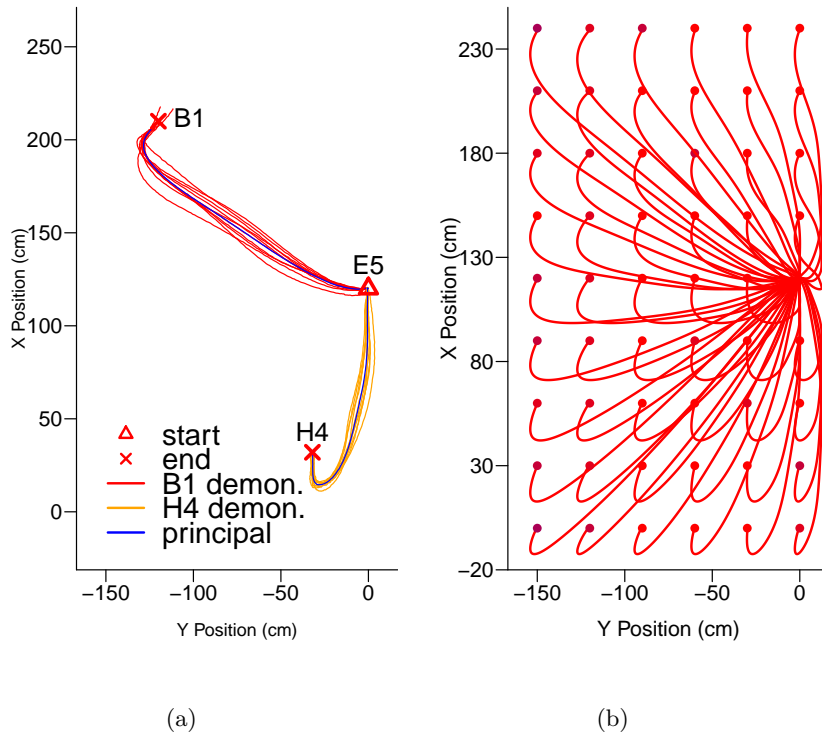 (a)
X Position (cm)
250
200
150
100
50
0
−150
−100
−50
0
Y Position (cm)
B1
E5
H4
start
end
B1 demon.
H4 demon.
principal
(b)
X Position (cm)
230
180
130
80
30
−20
−150
−100
−50
0
Y Position (cm)